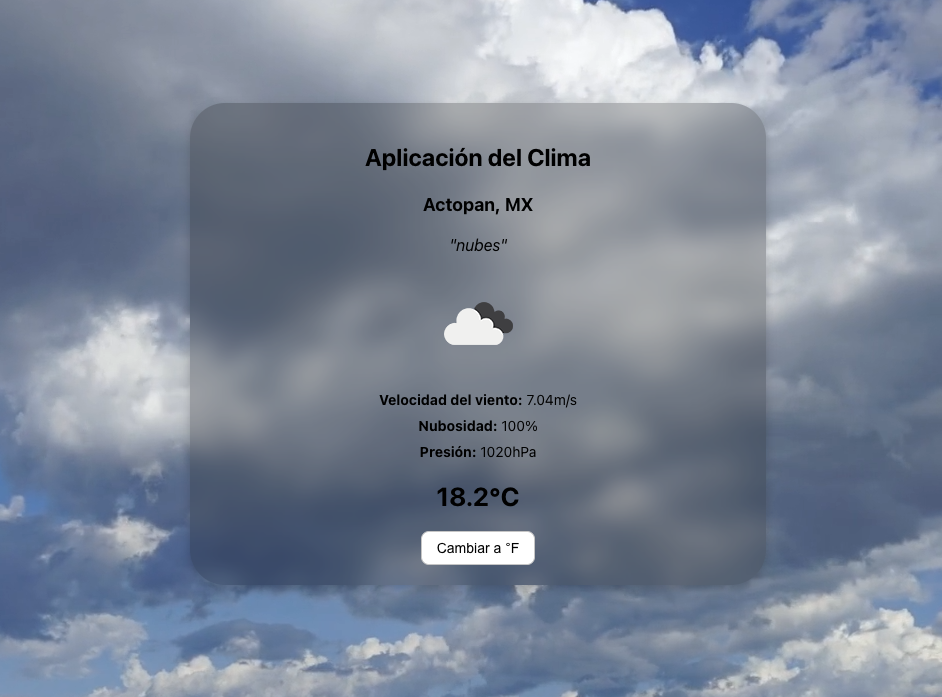 Aplicación del Clima
Actopan, MX
"nubes"
Velocidad del viento: 7.04m/s
Nubosidad: 100%
Presión: 1020hPa
18.2°C
Cambiar a °F